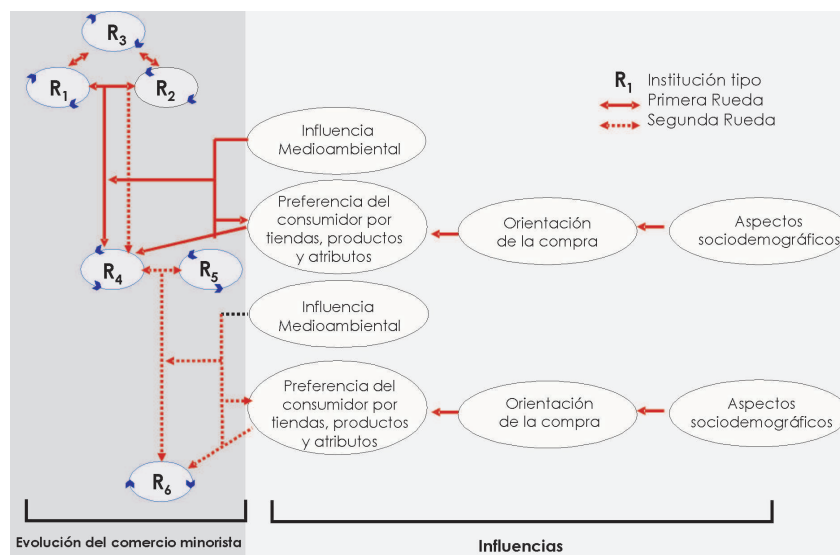 R3
R1
R2
R1 Institución tipo
Primera Rueda
Segunda Rueda
Influencia
Medioambiental
Preferencia del
consumidor por
tiendas, productos
y atributos
Orientación
de la compra
Aspectos
sociodemográficos
R4
R5
Influencia
Medioambiental
Preferencia del
consumidor por
tiendas, productos
y atributos
Orientación
de la compra
Aspectos
sociodemográficos
R6
Evolución del comercio minorista
Influencias